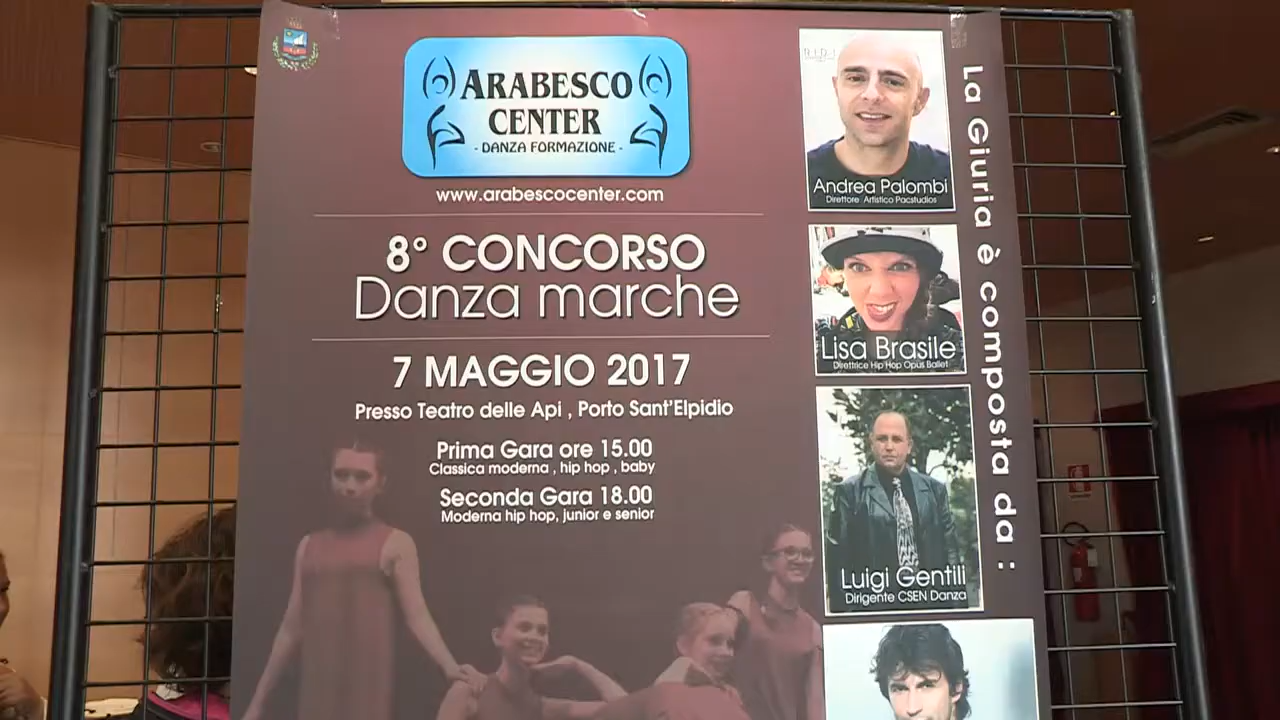 ARABESCO
CENTER
- DANZA FORMAZIONE -
www.arabescocenter.com
8° CONCORSO
Danza marche
7 MAGGIO 2017
Presso Teatro delle Api , Porto Sant'Elpidio
Prima Gara ore 15.00
Classica moderna , hip hop , baby
Seconda Gara 18.00
Moderna hip hop, junior e senior
La Giuria è composta da :
Andrea Palombi
Direttore Artistico Pacstudios
Lisa Brasile
Direttrice Hip Hop Opus Ballet
Luigi Gentili
Dirigente CSEN Danza